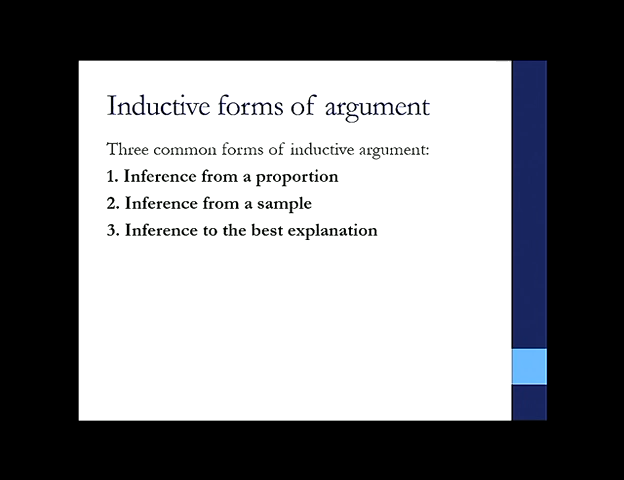 Inductive forms of argument
Three common forms of inductive argument:
1. Inference from a proportion
2. Inference from a sample
3. Inference to the best explanation